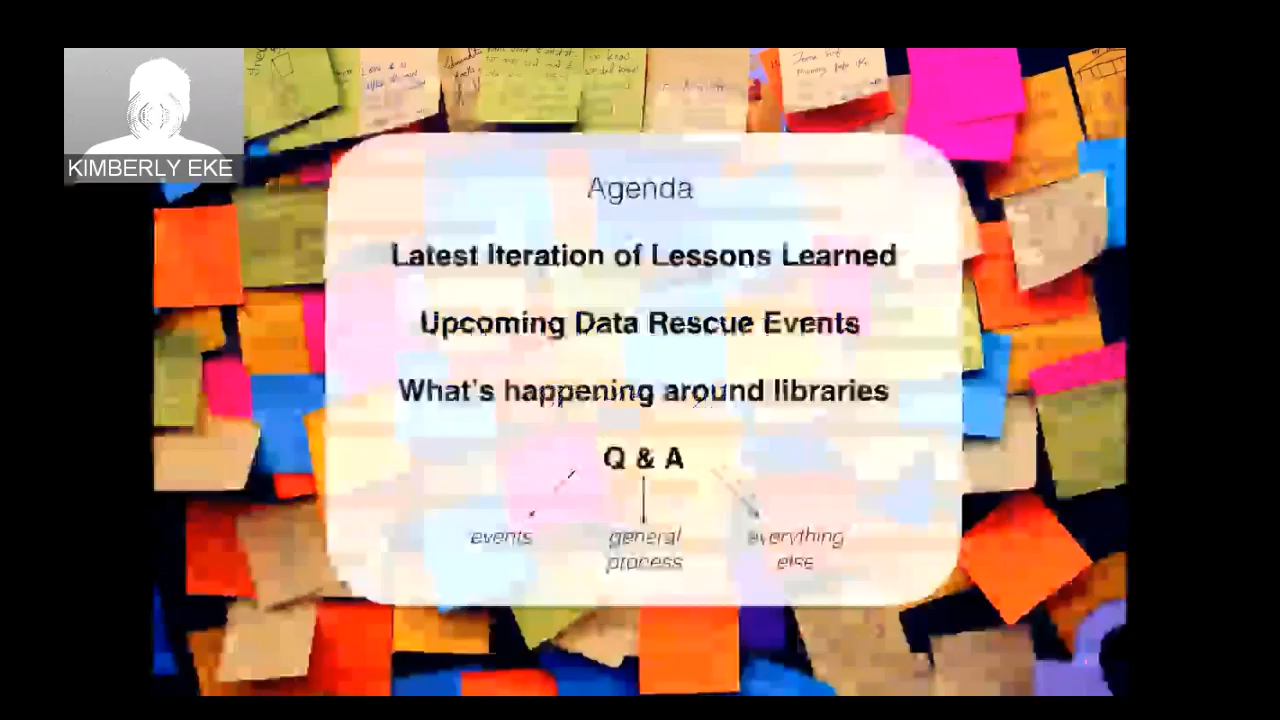 KIMBERLY EKE
Agenda
Latest Iteration of Lessons Learned
Upcoming Data Rescue Events
What's happening around libraries
Q & A
events
general
process
everything
else